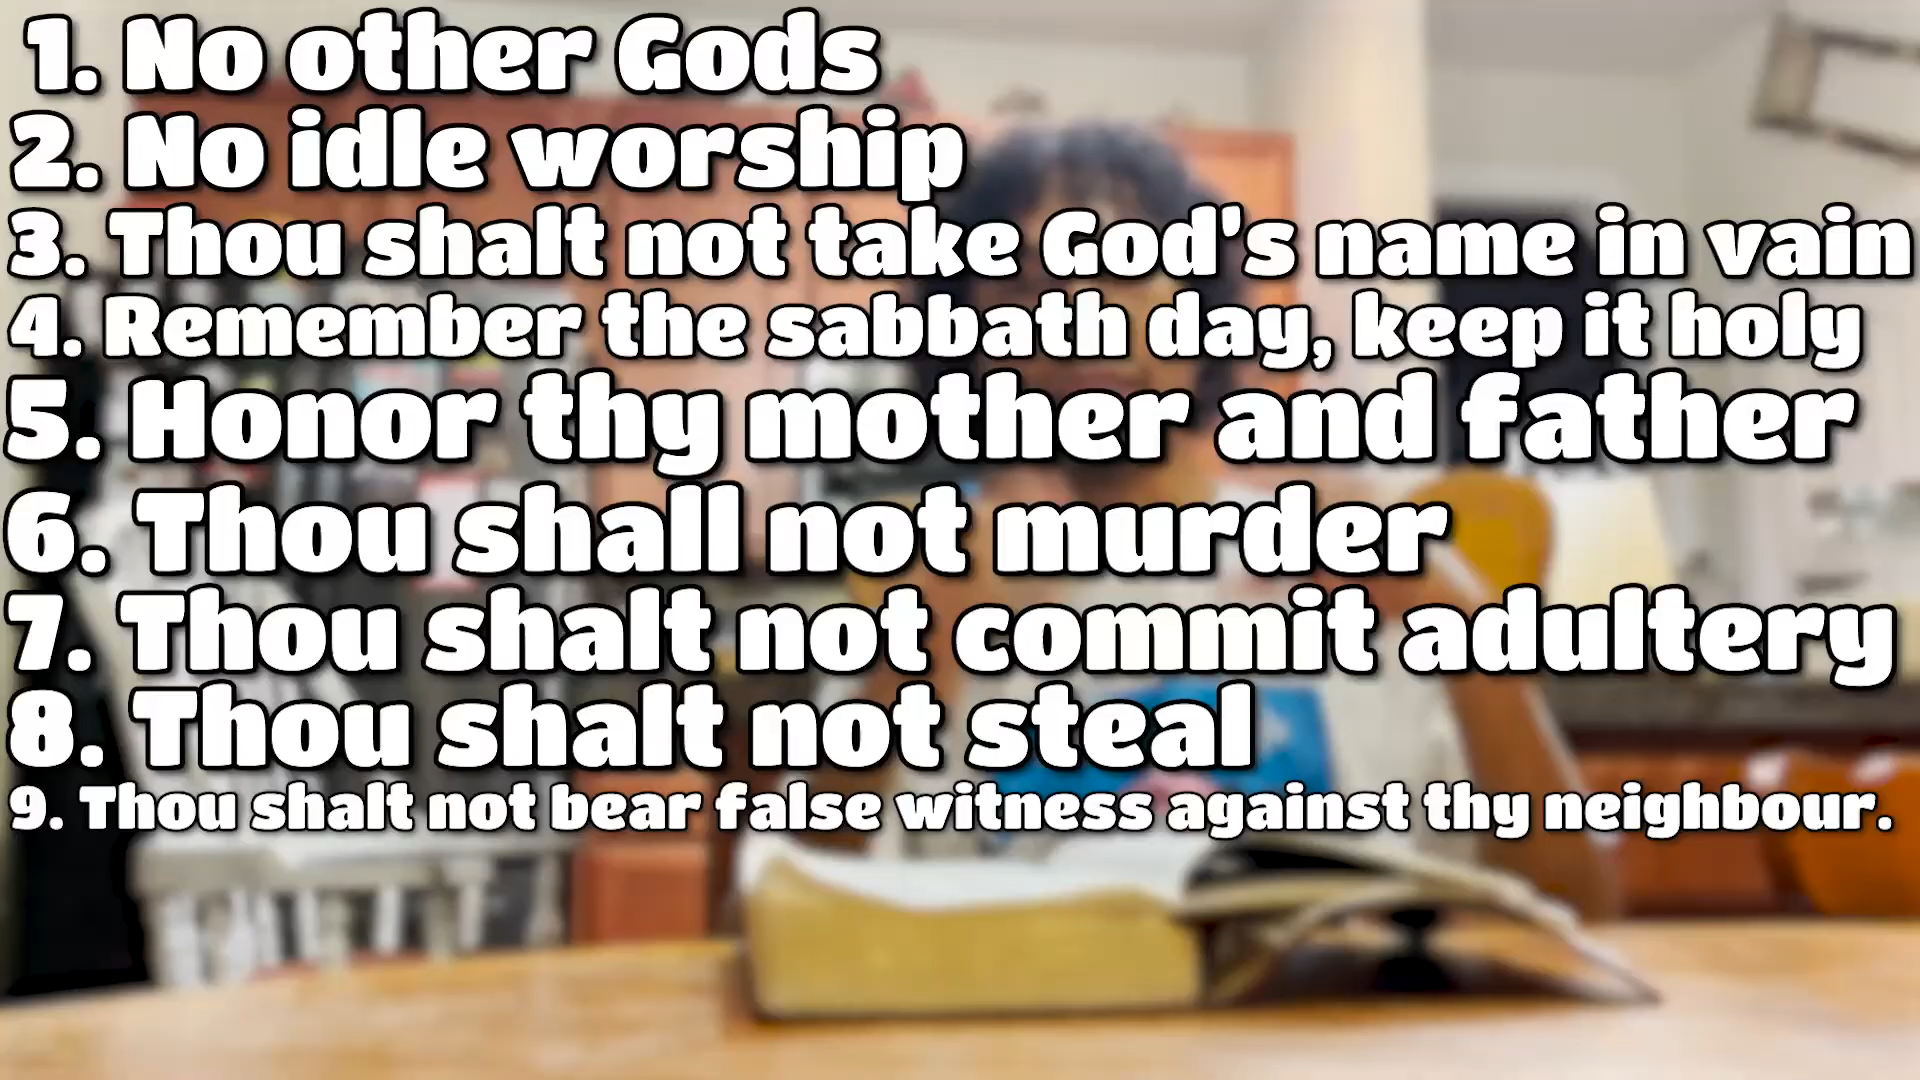 1. No other Gods
2. No idle worship
3. Thou shalt not take God's name in vain
4. Remember the sabbath day, keep it holy
5. Honor thy mother and father
6. Thou shall not murder
7. Thou shalt not commit adultery
8. Thou shalt not steal
9. Thou shalt not bear false witness against thy neighbour.